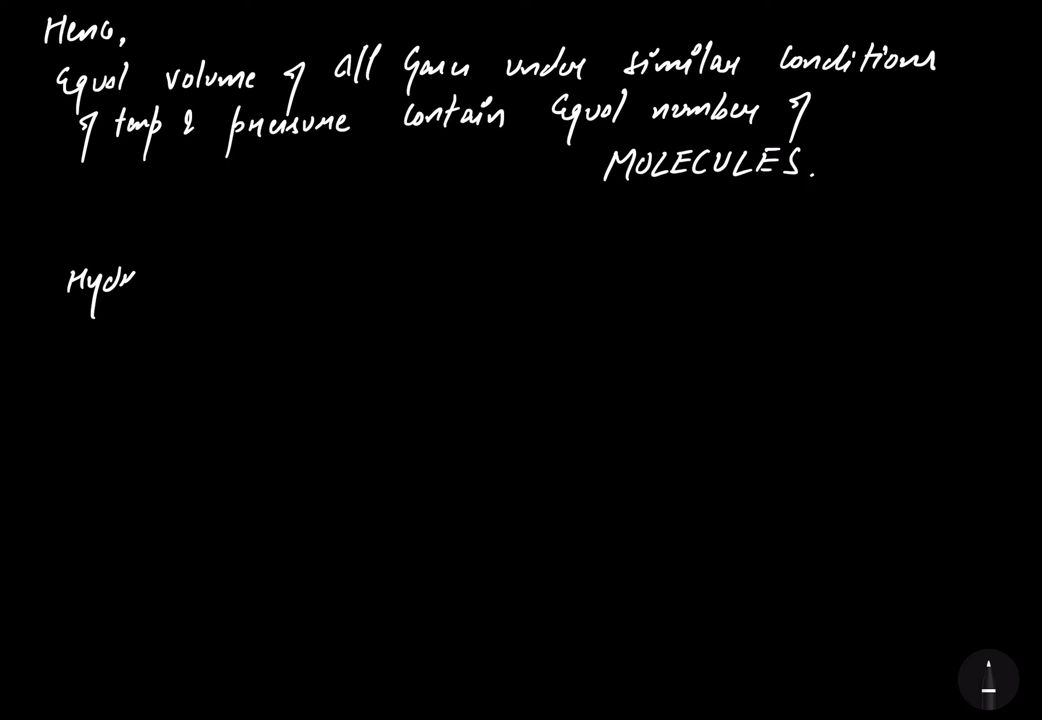 Hence,
Equal volume of all Gases under similar conditions
of temp & pressure contain Equal number of
MOLECULES.
Hydr